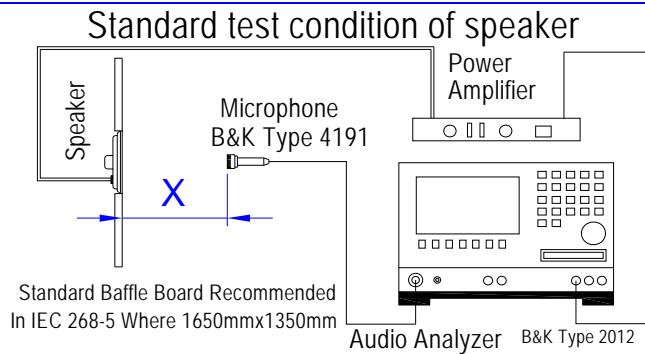 Standard test condition of speaker
Power
Amplifier
Speaker
Microphone
B&K Type 4191
X
Standard Baffle Board Recommended
In IEC 268-5 Where 1650mmx1350mm
Audio Analyzer B&K Type 2012